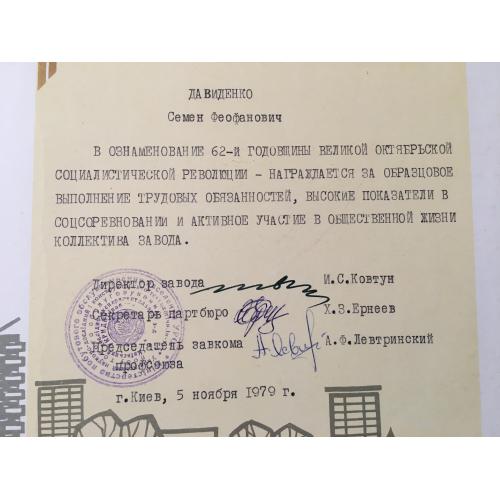 ДАВИДЕНКО
Семен Феофанович
В ОЗНАМЕНОВАНИЕ 62-й ГОДОВЩИНЫ ВЕЛИКОЙ ОКТЯБРЬСКОЙ
СОЦИАЛИСТИЧЕСКОЙ РЕВОЛЮЦИИ - НАГРАЖДАЕТСЯ ЗА ОБРАЗЦОВОЕ
ВЫПОЛНЕНИЕ ТРУДОВЫХ ОБЯЗАННОСТЕЙ, ВЫСОКИЕ ПОКАЗАТЕЛИ В
СОЦСОРЕВНОВАНИИ И АКТИВНОЕ УЧАСТИЕ В ОБЩЕСТВЕННОЙ ЖИЗНИ
КОЛЛЕКТИВА ЗАВОДА.
Директор завода И.С.Ковтун
Секретарь партбюро Х.З.Ернеев
Председатель завкома А.Ф.Левтринский
профсоюза
г.Киев, 5 ноября 1979г.